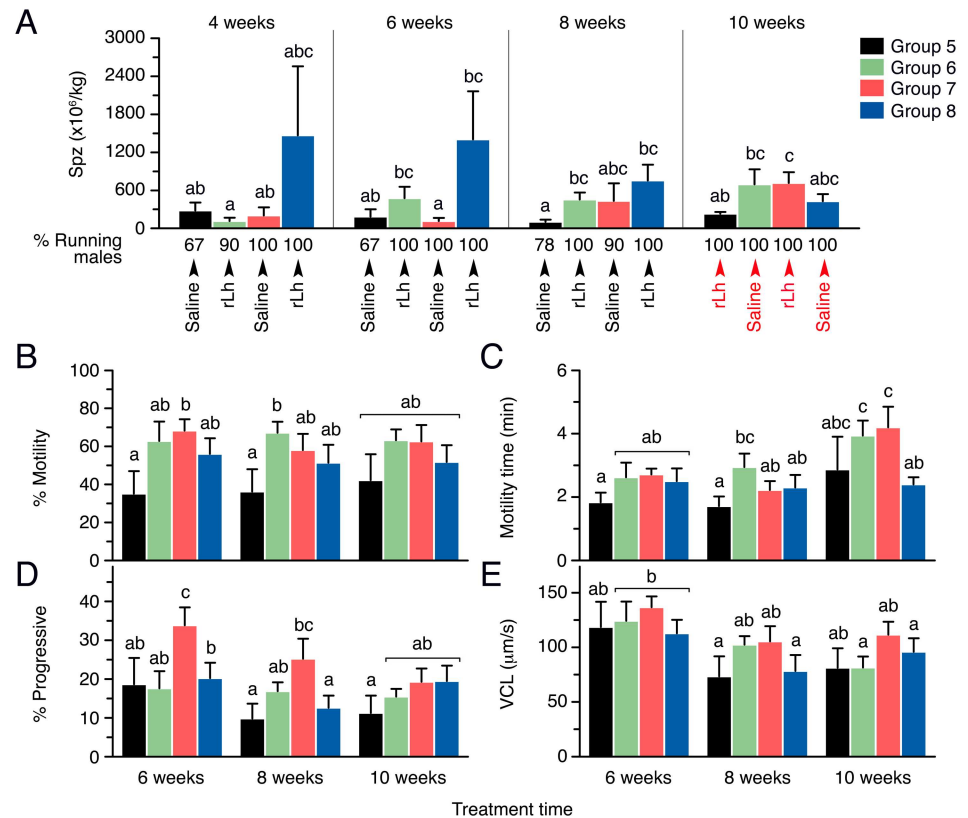 A
4 weeks 6 weeks 8 weeks 10 weeks
Spz (x10⁶/kg)
3000
2400
1800
1200
600
0
abc
ab
a
ab
bc
bc
ab
a
bc
bc
abc
a
bc
c
abc
ab
Group 5
Group 6
Group 7
Group 8
% Running
males
67 90 100 100 67 100 100 100 78 100 90 100 100 100 100 100
Saline rLh Saline rLh Saline rLh Saline rLh Saline rLh Saline rLh rLh Saline rLh Saline
B
% Motility
100
80
60
40
20
0
a ab b ab
a b ab ab
ab
C
Motility time (min)
6
4
2
0
a ab
a bc ab ab
abc c c ab
D
% Progressive
40
30
20
10
0
ab ab c b
a ab bc a
a ab
6 weeks 8 weeks 10 weeks
E
VCL (µm/s)
150
100
50
0
ab b
a ab ab a
ab a ab a
6 weeks 8 weeks 10 weeks
Treatment time